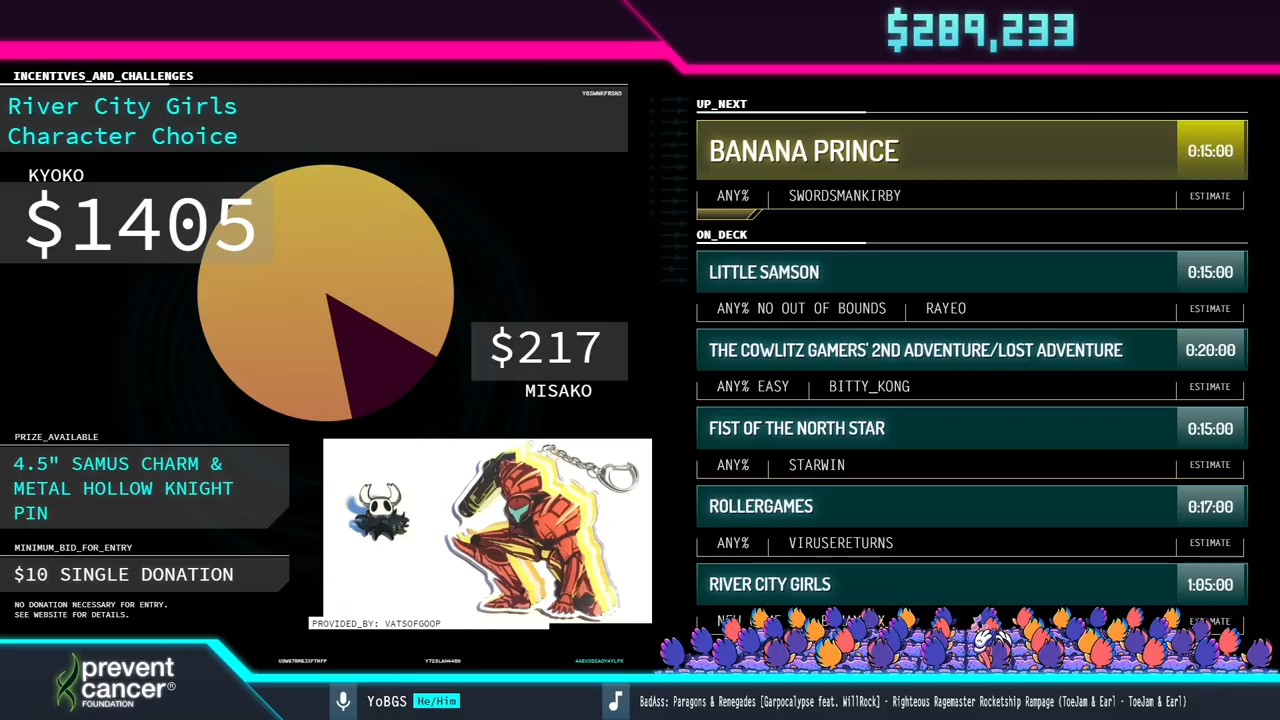 $289,233
INCENTIVES_AND_CHALLENGES
River City Girls
Character Choice
KYOKO
$1405
$217
MISAKO
PRIZE_AVAILABLE
4.5" SAMUS CHARM &
METAL HOLLOW KNIGHT
PIN
MINIMUM_BID_FOR_ENTRY
$10 SINGLE DONATION
NO DONATION NECESSARY FOR ENTRY.
SEE WEBSITE FOR DETAILS.
PROVIDED_BY: VATSOFGOOP
UP_NEXT
BANANA PRINCE 0:15:00
ANY% SWORDSMANKIRBY ESTIMATE
ON_DECK
LITTLE SAMSON 0:15:00
ANY% NO OUT OF BOUNDS RAYEO ESTIMATE
THE COWLITZ GAMERS' 2ND ADVENTURE/LOST ADVENTURE 0:20:00
ANY% EASY BITTY_KONG ESTIMATE
FIST OF THE NORTH STAR 0:15:00
ANY% STARWIN ESTIMATE
ROLLERGAMES 0:17:00
ANY% VIRUSERETURNS ESTIMATE
RIVER CITY GIRLS 1:05:00
prevent
cancer®
FOUNDATION
YoBGS He/Him
BadAss: Paragons & Renegades [Garpocalypse feat. WillRock] - Righteous Ragemaster Rocketship Rampage (ToeJam & Earl - ToeJam & Earl)